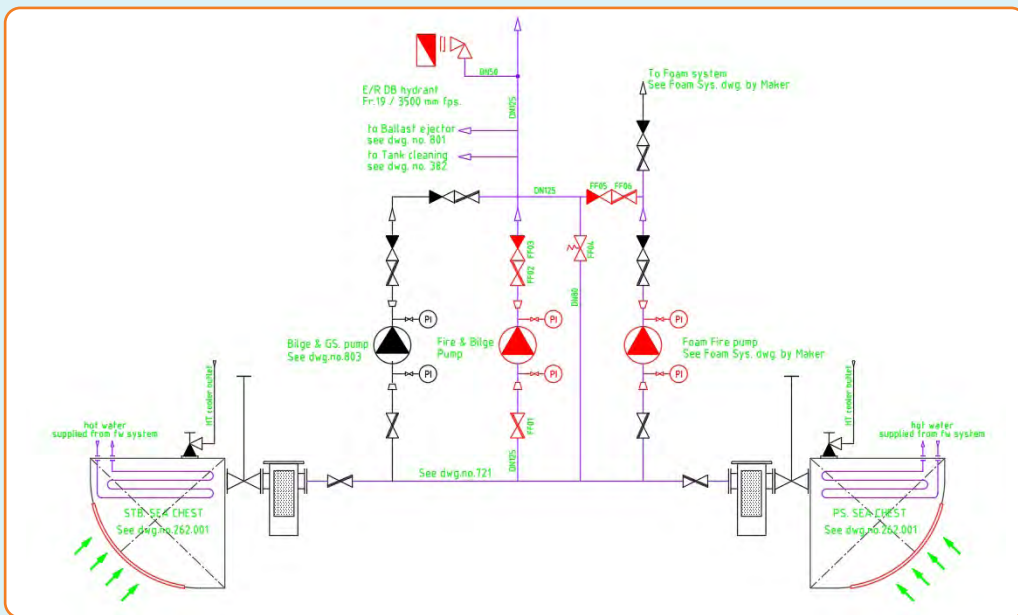 DN50
E/R DB hydrant
Fr.19 / 3500 mm fps.
DN125
To Foam system
See Foam Sys. dwg. by Maker
to Ballast ejector
see dwg. no. 801
to Tank cleaning
see dwg. no. 382
DN125
FF05
FF06
FF03
FF02
FF04
DN80
PI
PI
PI
Bilge & GS. pump
See dwg.no.803
Fire & Bilge
Pump
Foam Fire pump
See Foam Sys. dwg. by Maker
PI
PI
PI
HT cooler outlet
HT cooler outlet
hot water
supplied from fw system
hot water
supplied from fw system
FF01
DN125
See dwg.no.721
STB. SEA CHEST
See dwg.no.262.001
PS. SEA CHEST
See dwg.no.262.001